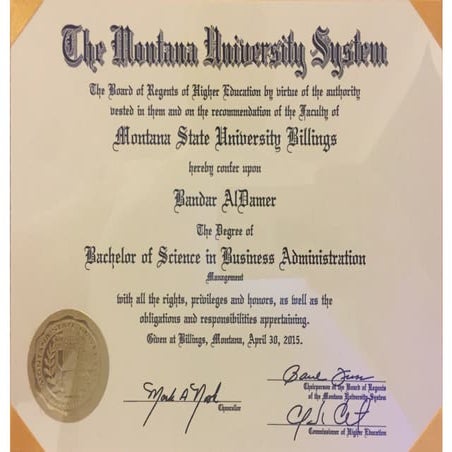 The Montana University System
The Board of Regents of Higher Education by virtue of the authority
vested in them and on the recommendation of the Faculty of
Montana State University Billings
hereby confer upon
Bandar AlDamer
The Degree of
Bachelor of Science in Business Administration
Management
with all the rights, privileges and honors, as well as the
obligations and responsibilities appertaining.
Given at Billings, Montana, April 30, 2015.
Chairperson of the Board of Regents
of the Montana University System
Chancellor
Commissioner of Higher Education